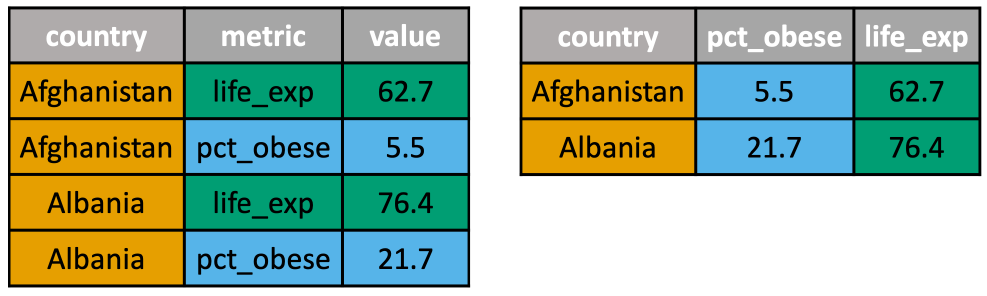 country metric value
Afghanistan life_exp 62.7
Afghanistan pct_obese 5.5
Albania life_exp 76.4
Albania pct_obese 21.7
country pct_obese life_exp
Afghanistan 5.5 62.7
Albania 21.7 76.4